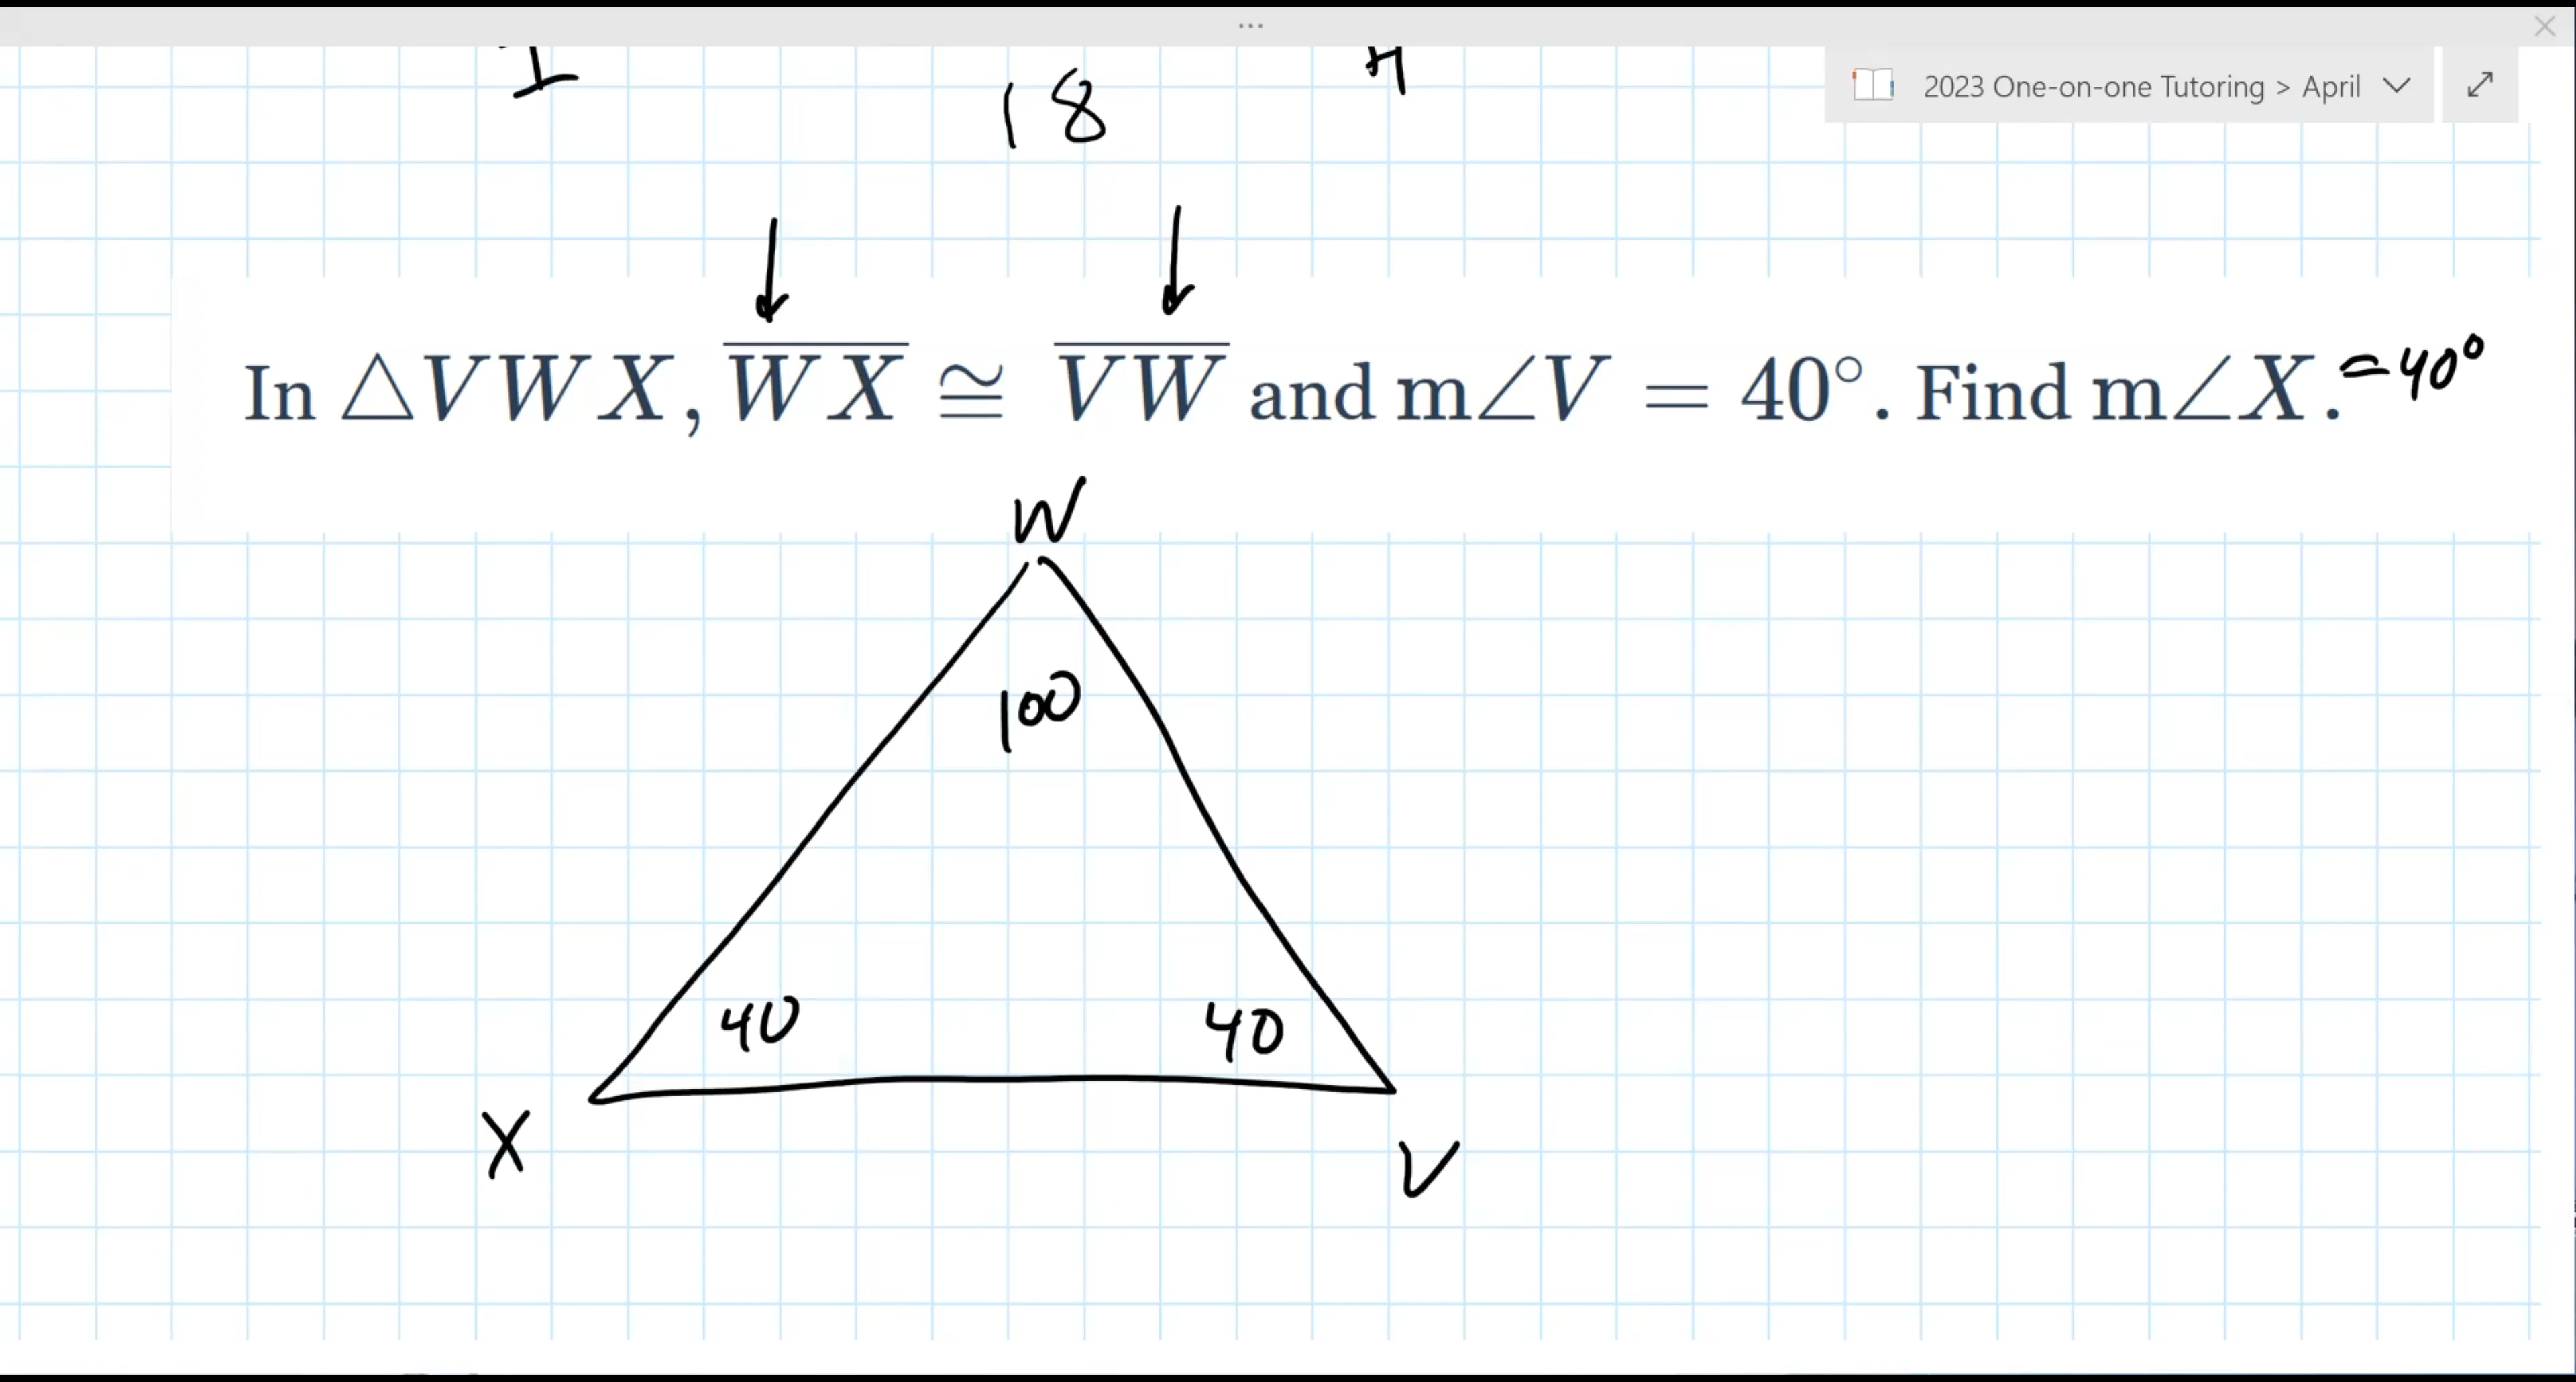 ...
2023 One-on-one Tutoring > April
I
H
18
In △VWX, W̅X̅ ≅ V̅W̅ and m∠V = 40°. Find m∠X. = 40°
W
100
40 40
X V